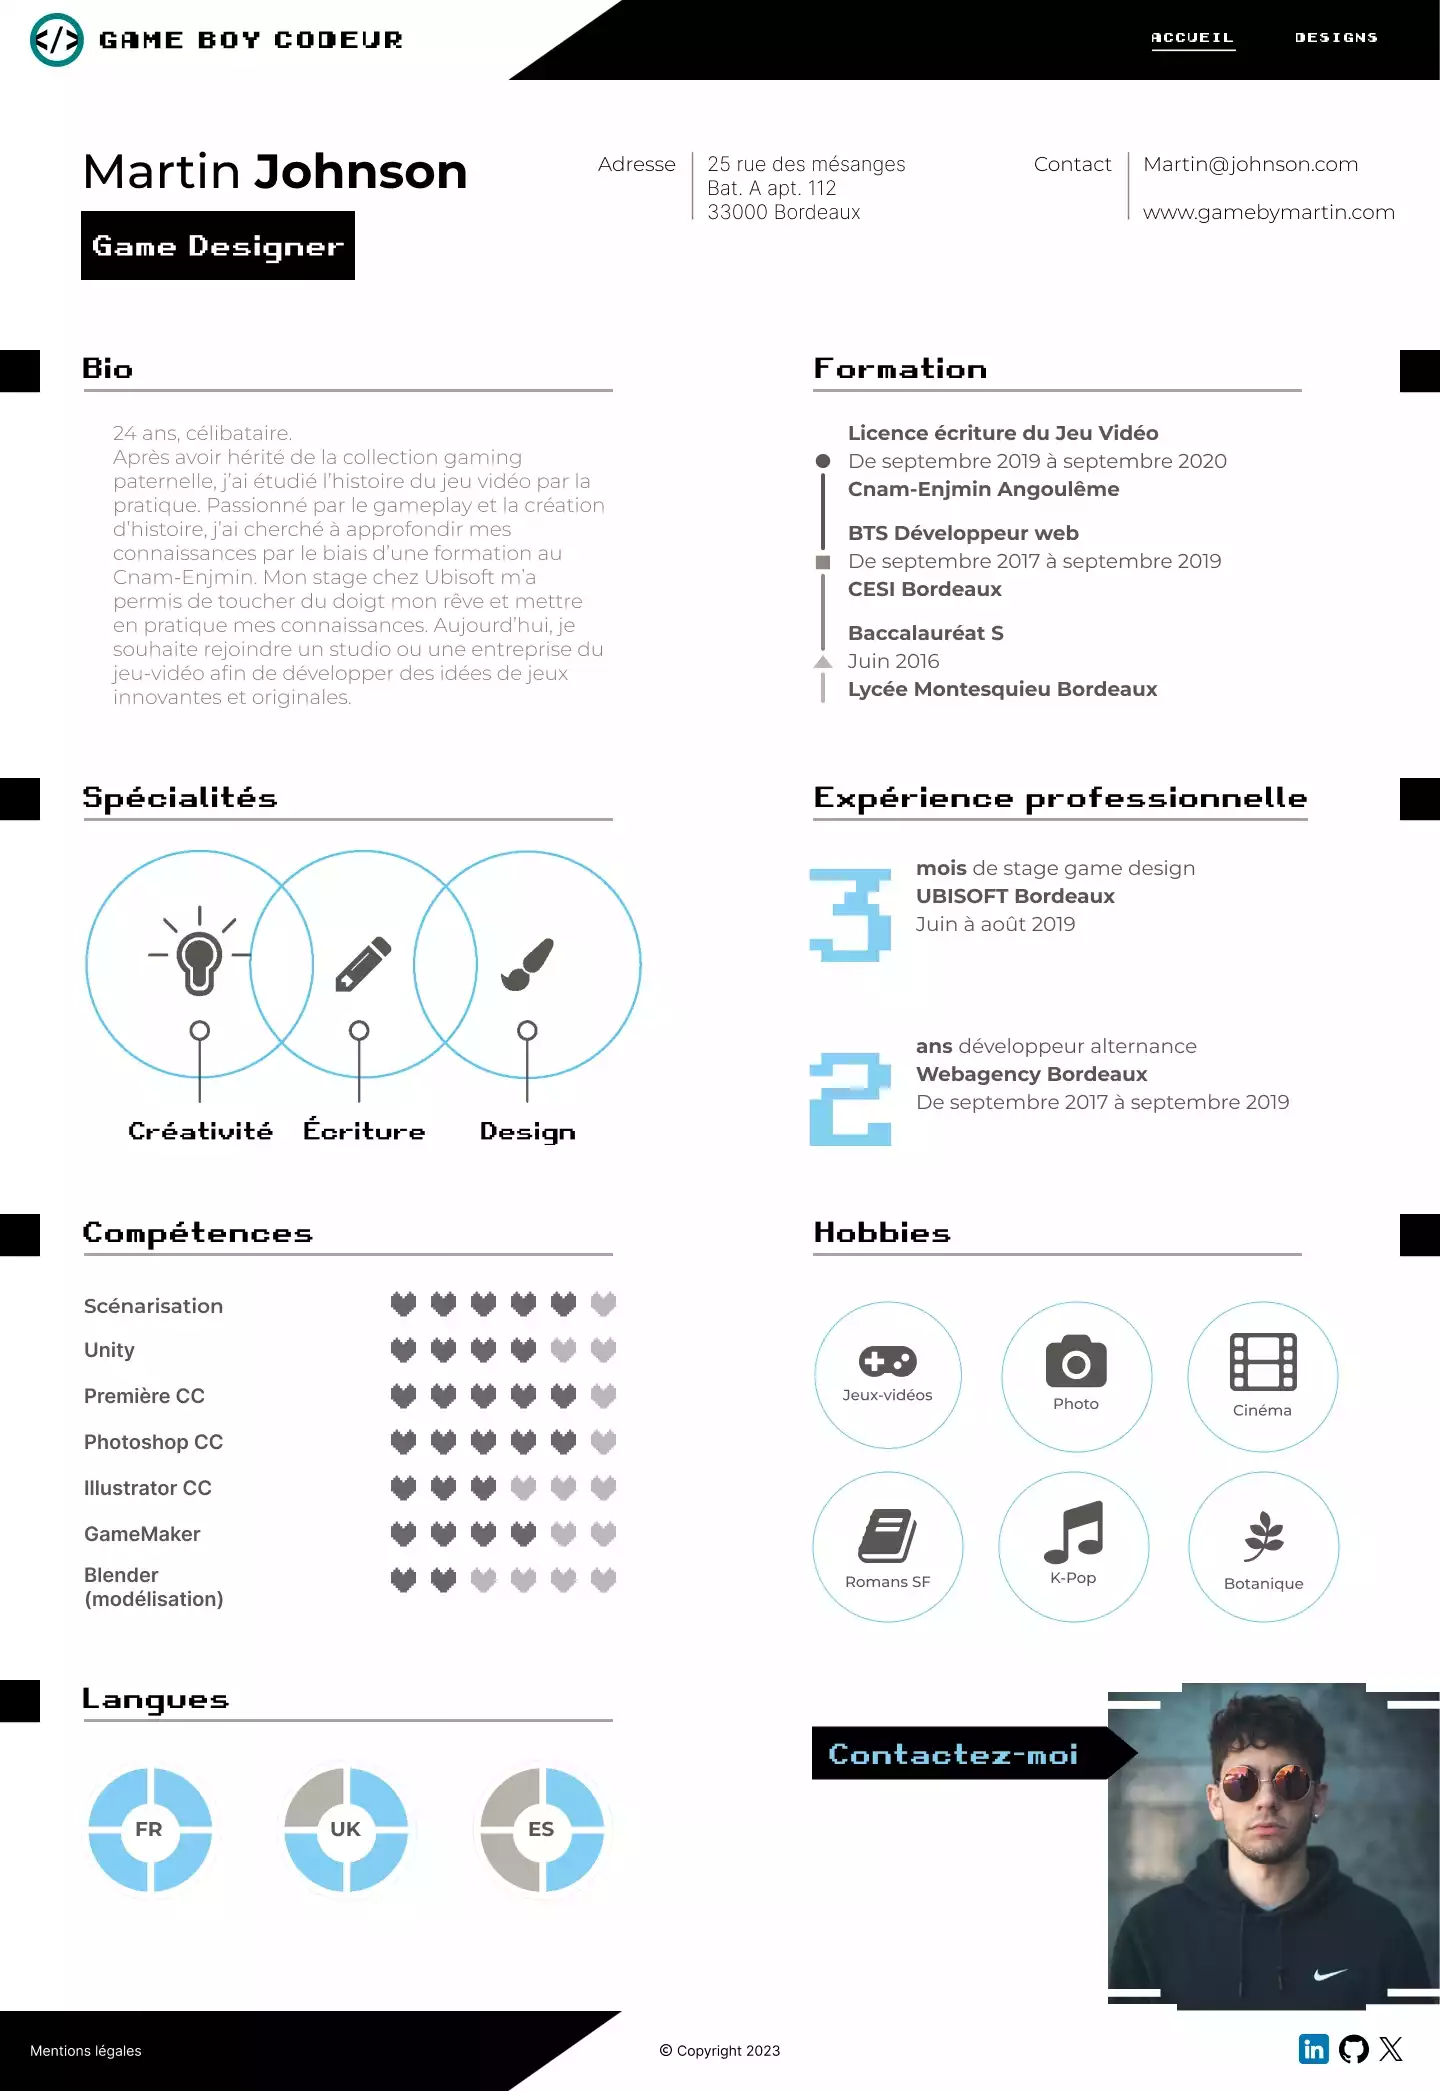 </> GAME BOY CODEUR
ACCUEIL
DESIGNS
Martin Johnson
Game Designer
Adresse
25 rue des mésanges
Bat. A apt. 112
33000 Bordeaux
Contact
Martin@johnson.com
www.gamebymartin.com
Bio
24 ans, célibataire.
Après avoir hérité de la collection gaming
paternelle, j'ai étudié l'histoire du jeu vidéo par la
pratique. Passionné par le gameplay et la création
d'histoire, j'ai cherché à approfondir mes
connaissances par le biais d'une formation au
Cnam-Enjmin. Mon stage chez Ubisoft m'a
permis de toucher du doigt mon rêve et mettre
en pratique mes connaissances. Aujourd'hui, je
souhaite rejoindre un studio ou une entreprise du
jeu-vidéo afin de développer des idées de jeux
innovantes et originales.
Formation
Licence écriture du Jeu Vidéo
De septembre 2019 à septembre 2020
Cnam-Enjmin Angoulême
BTS Développeur web
De septembre 2017 à septembre 2019
CESI Bordeaux
Baccalauréat S
Juin 2016
Lycée Montesquieu Bordeaux
Spécialités
Créativité
Écriture
Design
Expérience professionnelle
3
mois de stage game design
UBISOFT Bordeaux
Juin à août 2019
2
ans développeur alternance
Webagency Bordeaux
De septembre 2017 à septembre 2019
Compétences
Scénarisation
Unity
Première CC
Photoshop CC
Illustrator CC
GameMaker
Blender
(modélisation)
Hobbies
Jeux-vidéos
Photo
Cinéma
Romans SF
K-Pop
Botanique
Langues
FR
UK
ES
Contactez-moi
Mentions légales
© Copyright 2023
in
X